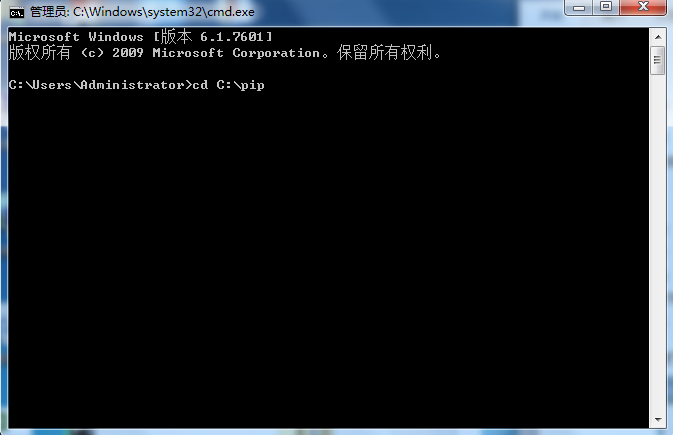 管理员: C:\Windows\system32\cmd.exe
Microsoft Windows [版本 6.1.7601]
版权所有 (c) 2009 Microsoft Corporation。保留所有权利。
C:\Users\Administrator>cd C:\pip